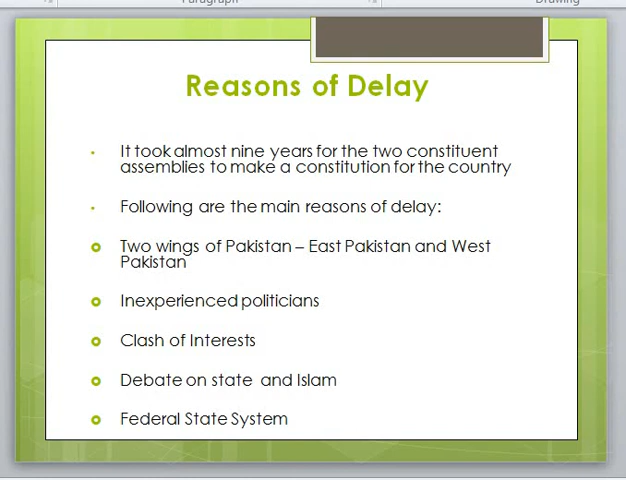 Paragraph
Drawing
Reasons of Delay
It took almost nine years for the two constituent
assemblies to make a constitution for the country
Following are the main reasons of delay:
Two wings of Pakistan – East Pakistan and West
Pakistan
Inexperienced politicians
Clash of Interests
Debate on state and Islam
Federal State System